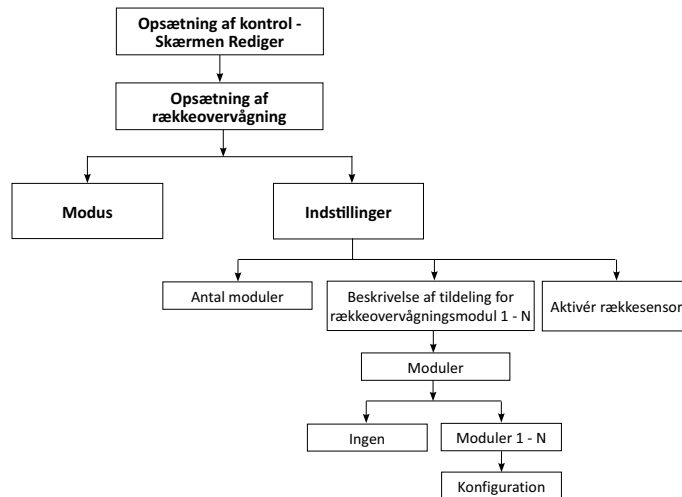 Opsætning af kontrol -
Skærmen Rediger
Opsætning af
rækkeovervågning
Modus
Indstillinger
Antal moduler
Beskrivelse af tildeling for
rækkeovervågningsmodul 1 - N
Aktivér rækkesensor
Moduler
Ingen
Moduler 1 - N
Konfiguration